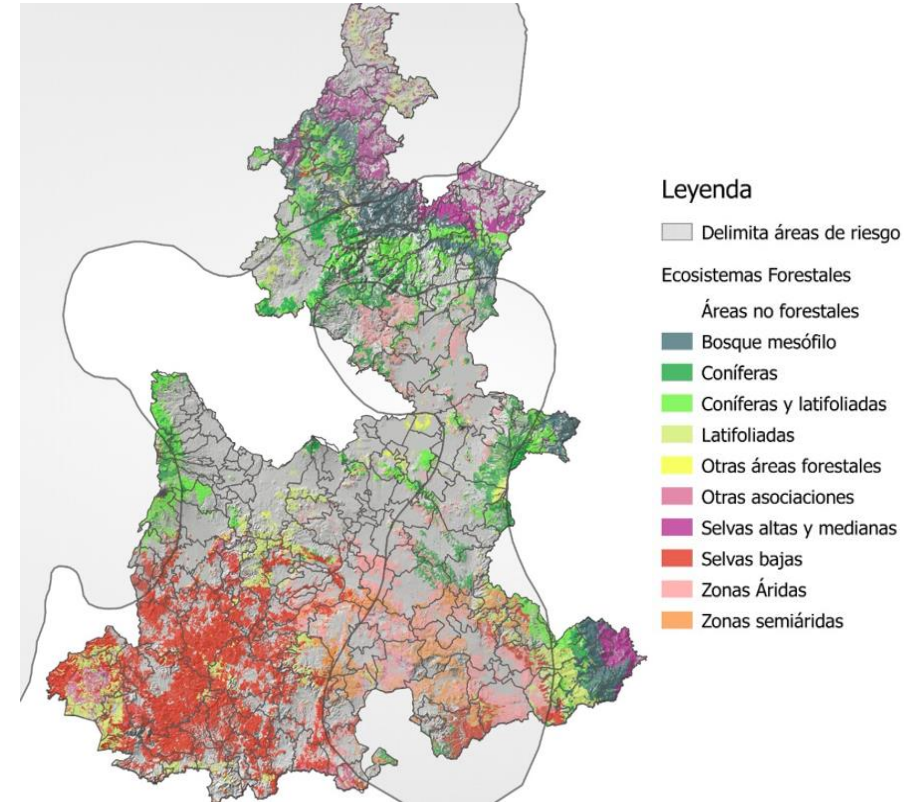 Leyenda
Delimita áreas de riesgo
Ecosistemas Forestales
Áreas no forestales
Bosque mesófilo
Coníferas
Coníferas y latifoliadas
Latifoliadas
Otras áreas forestales
Otras asociaciones
Selvas altas y medianas
Selvas bajas
Zonas Áridas
Zonas semiáridas